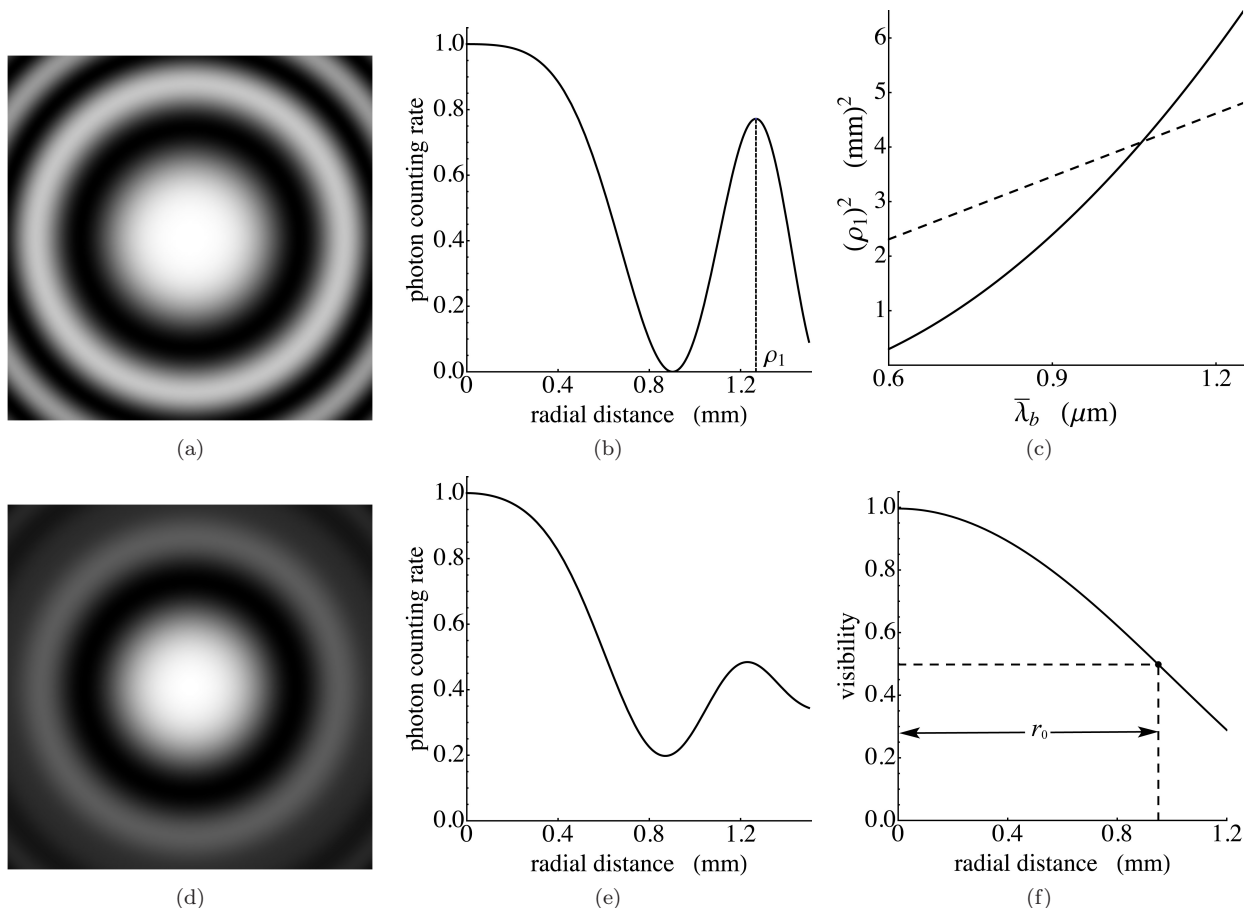 1.0
0.8
0.6
0.4
0.2
0.0
photon counting rate
ρ₁
0 0.4 0.8 1.2
radial distance (mm)
6
5
4
3
2
1
(ρ₁)² (mm)²
0.6 0.9 1.2
λ̄_b (μm)
(a) (b) (c)
1.0
0.8
0.6
0.4
0.2
0.0
photon counting rate
0 0.4 0.8 1.2
radial distance (mm)
1.0
0.8
0.6
0.4
0.2
0.0
visibility
r₀
0 0.4 0.8 1.2
radial distance (mm)
(d) (e) (f)